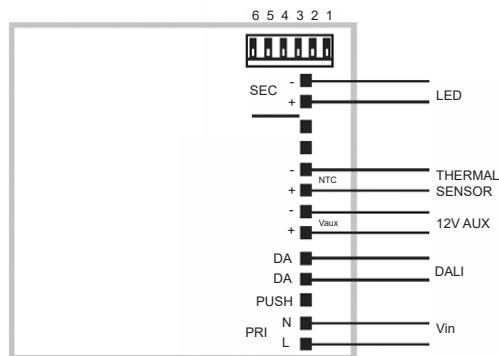 6 5 4 3 2 1
-
SEC
LED
+
-
THERMAL
NTC
+
SENSOR
-
Vaux
12V AUX
+
DA
DALI
DA
PUSH
N
PRI
Vin
L